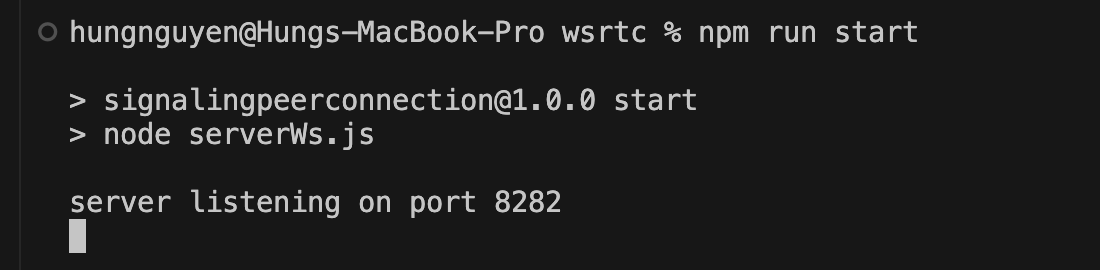 hungnguyen@Hungs-MacBook-Pro wsrtc % npm run start
> signalingpeerconnection@1.0.0 start
> node serverWs.js
server listening on port 8282